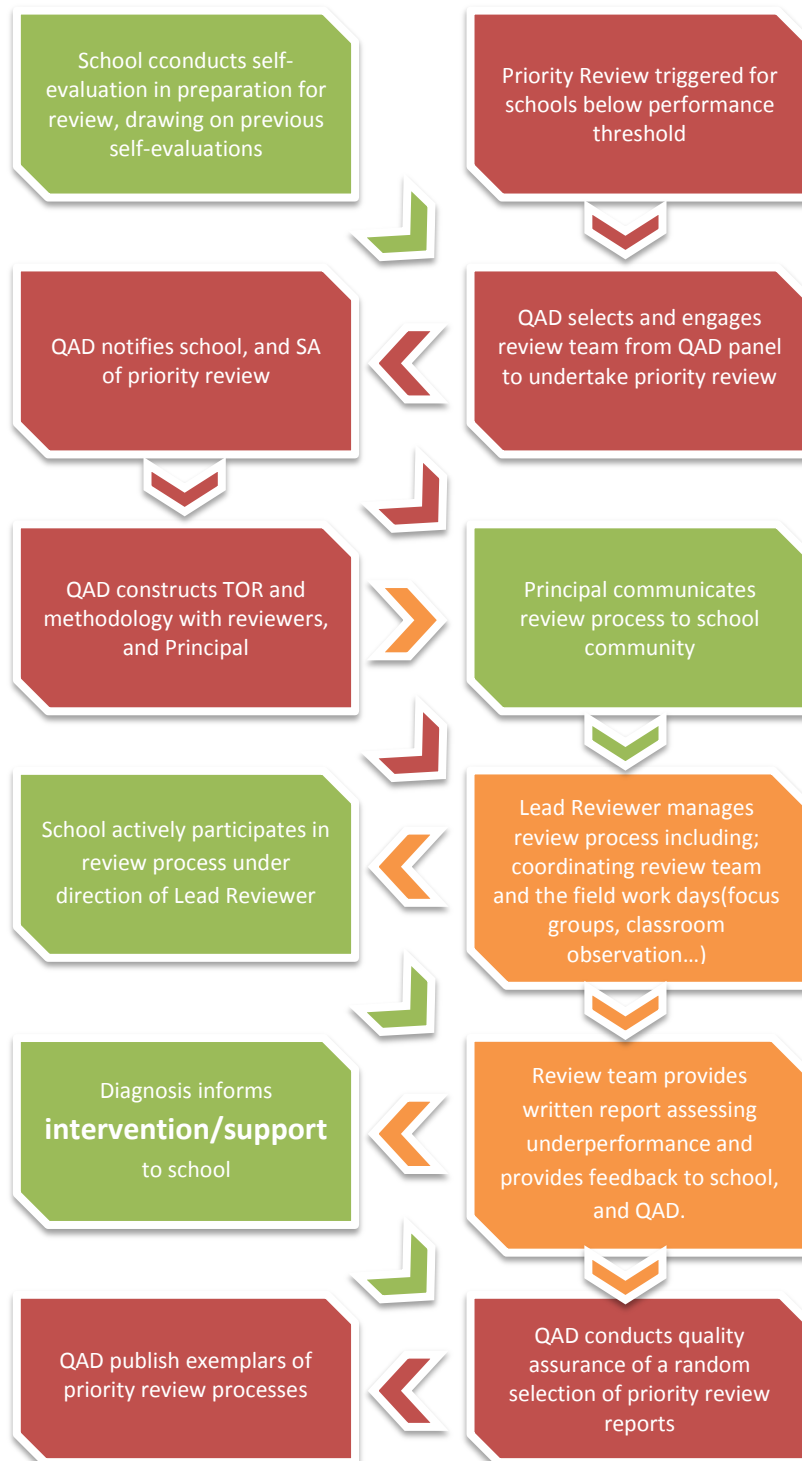 School cconducts self-
evaluation in preparation for
review, drawing on previous
self-evaluations
Priority Review triggered for
schools below performance
threshold
QAD notifies school, and SA
of priority review
QAD selects and engages
review team from QAD panel
to undertake priority review
QAD constructs TOR and
methodology with reviewers,
and Principal
Principal communicates
review process to school
community
School actively participates in
review process under
direction of Lead Reviewer
Lead Reviewer manages
review process including;
coordinating review team
and the field work days(focus
groups, classroom
observation...)
Diagnosis informs
intervention/support
to school
Review team provides
written report assessing
underperformance and
provides feedback to school,
and QAD.
QAD publish exemplars of
priority review processes
QAD conducts quality
assurance of a random
selection of priority review
reports